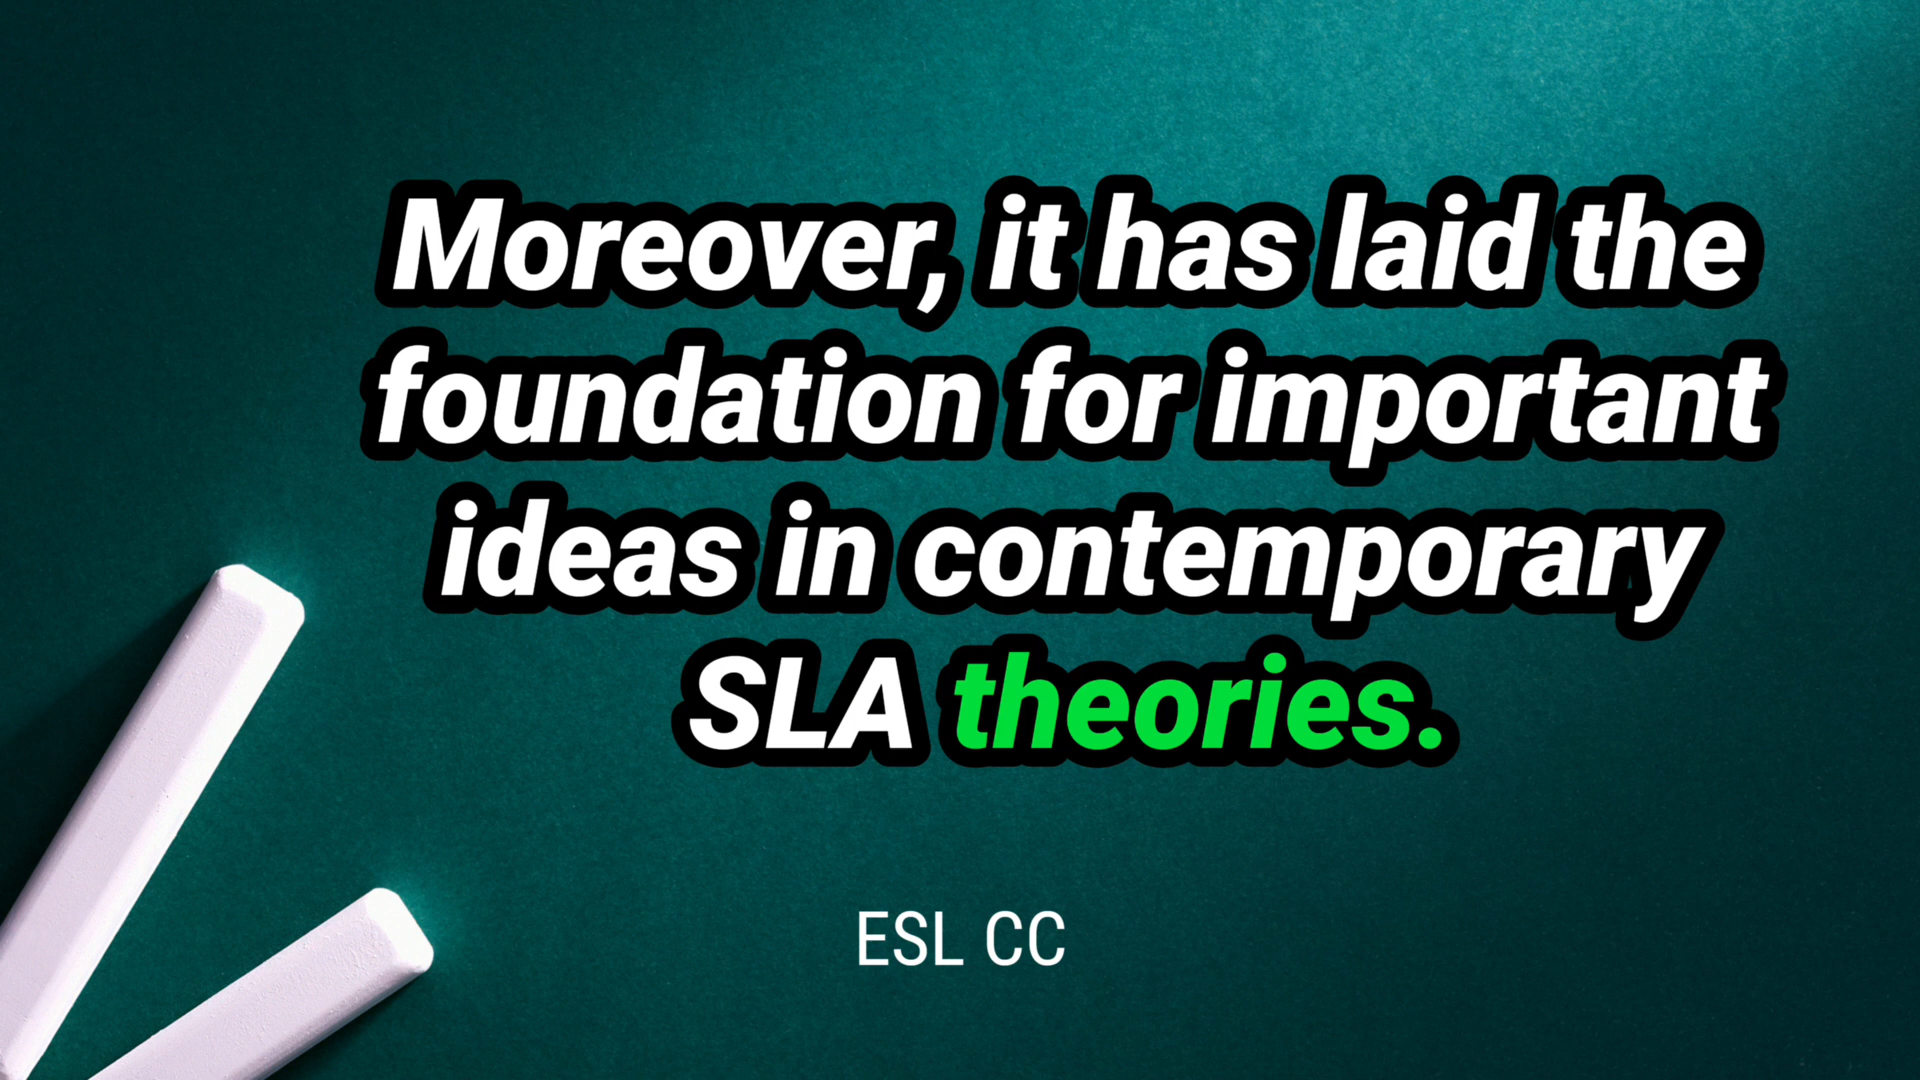 Moreover, it has laid the
foundation for important
ideas in contemporary
SLA theories.
ESL CC